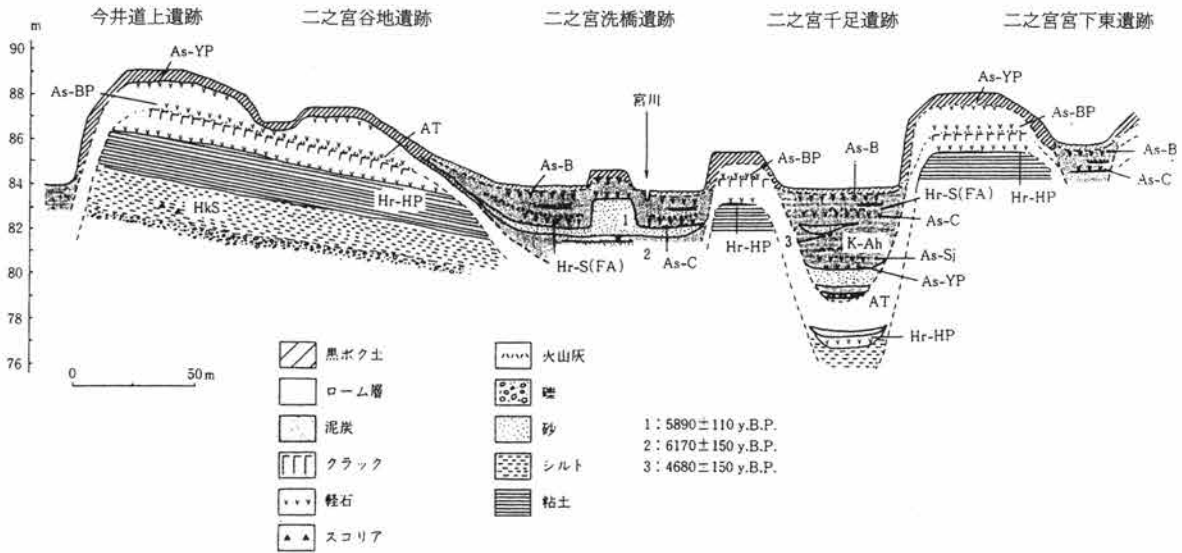 今井道上遺跡 二之宮谷地遺跡 二之宮洗橋遺跡 二之宮千足遺跡 二之宮宮下東遺跡
m
90
88
86
84
82
80
78
76
As-YP
As-BP
AT
Hr-HP
HkS
As-B
宮川
1
2
Hr-S(FA)
As-C
As-BP
Hr-HP
As-B
Hr-S(FA)
As-C
3
K-Ah
As-Sj
As-YP
AT
Hr-HP
As-YP
As-BP
Hr-HP
As-B
As-C
0 50m
黒ボク土
ローム層
泥炭
クラック
軽石
スコリア
火山灰
礫
砂
シルト
粘土
1:5890±110 y.B.P.
2:6170±150 y.B.P.
3:4680±150 y.B.P.